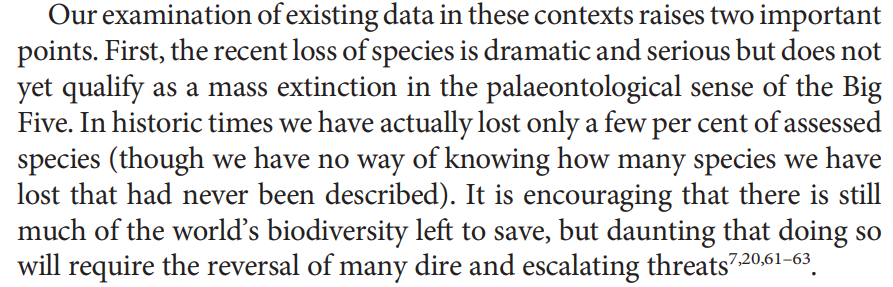 Our examination of existing data in these contexts raises two important
points. First, the recent loss of species is dramatic and serious but does not
yet qualify as a mass extinction in the palaeontological sense of the Big
Five. In historic times we have actually lost only a few per cent of assessed
species (though we have no way of knowing how many species we have
lost that had never been described). It is encouraging that there is still
much of the world’s biodiversity left to save, but daunting that doing so
will require the reversal of many dire and escalating threats7,20,61–63.